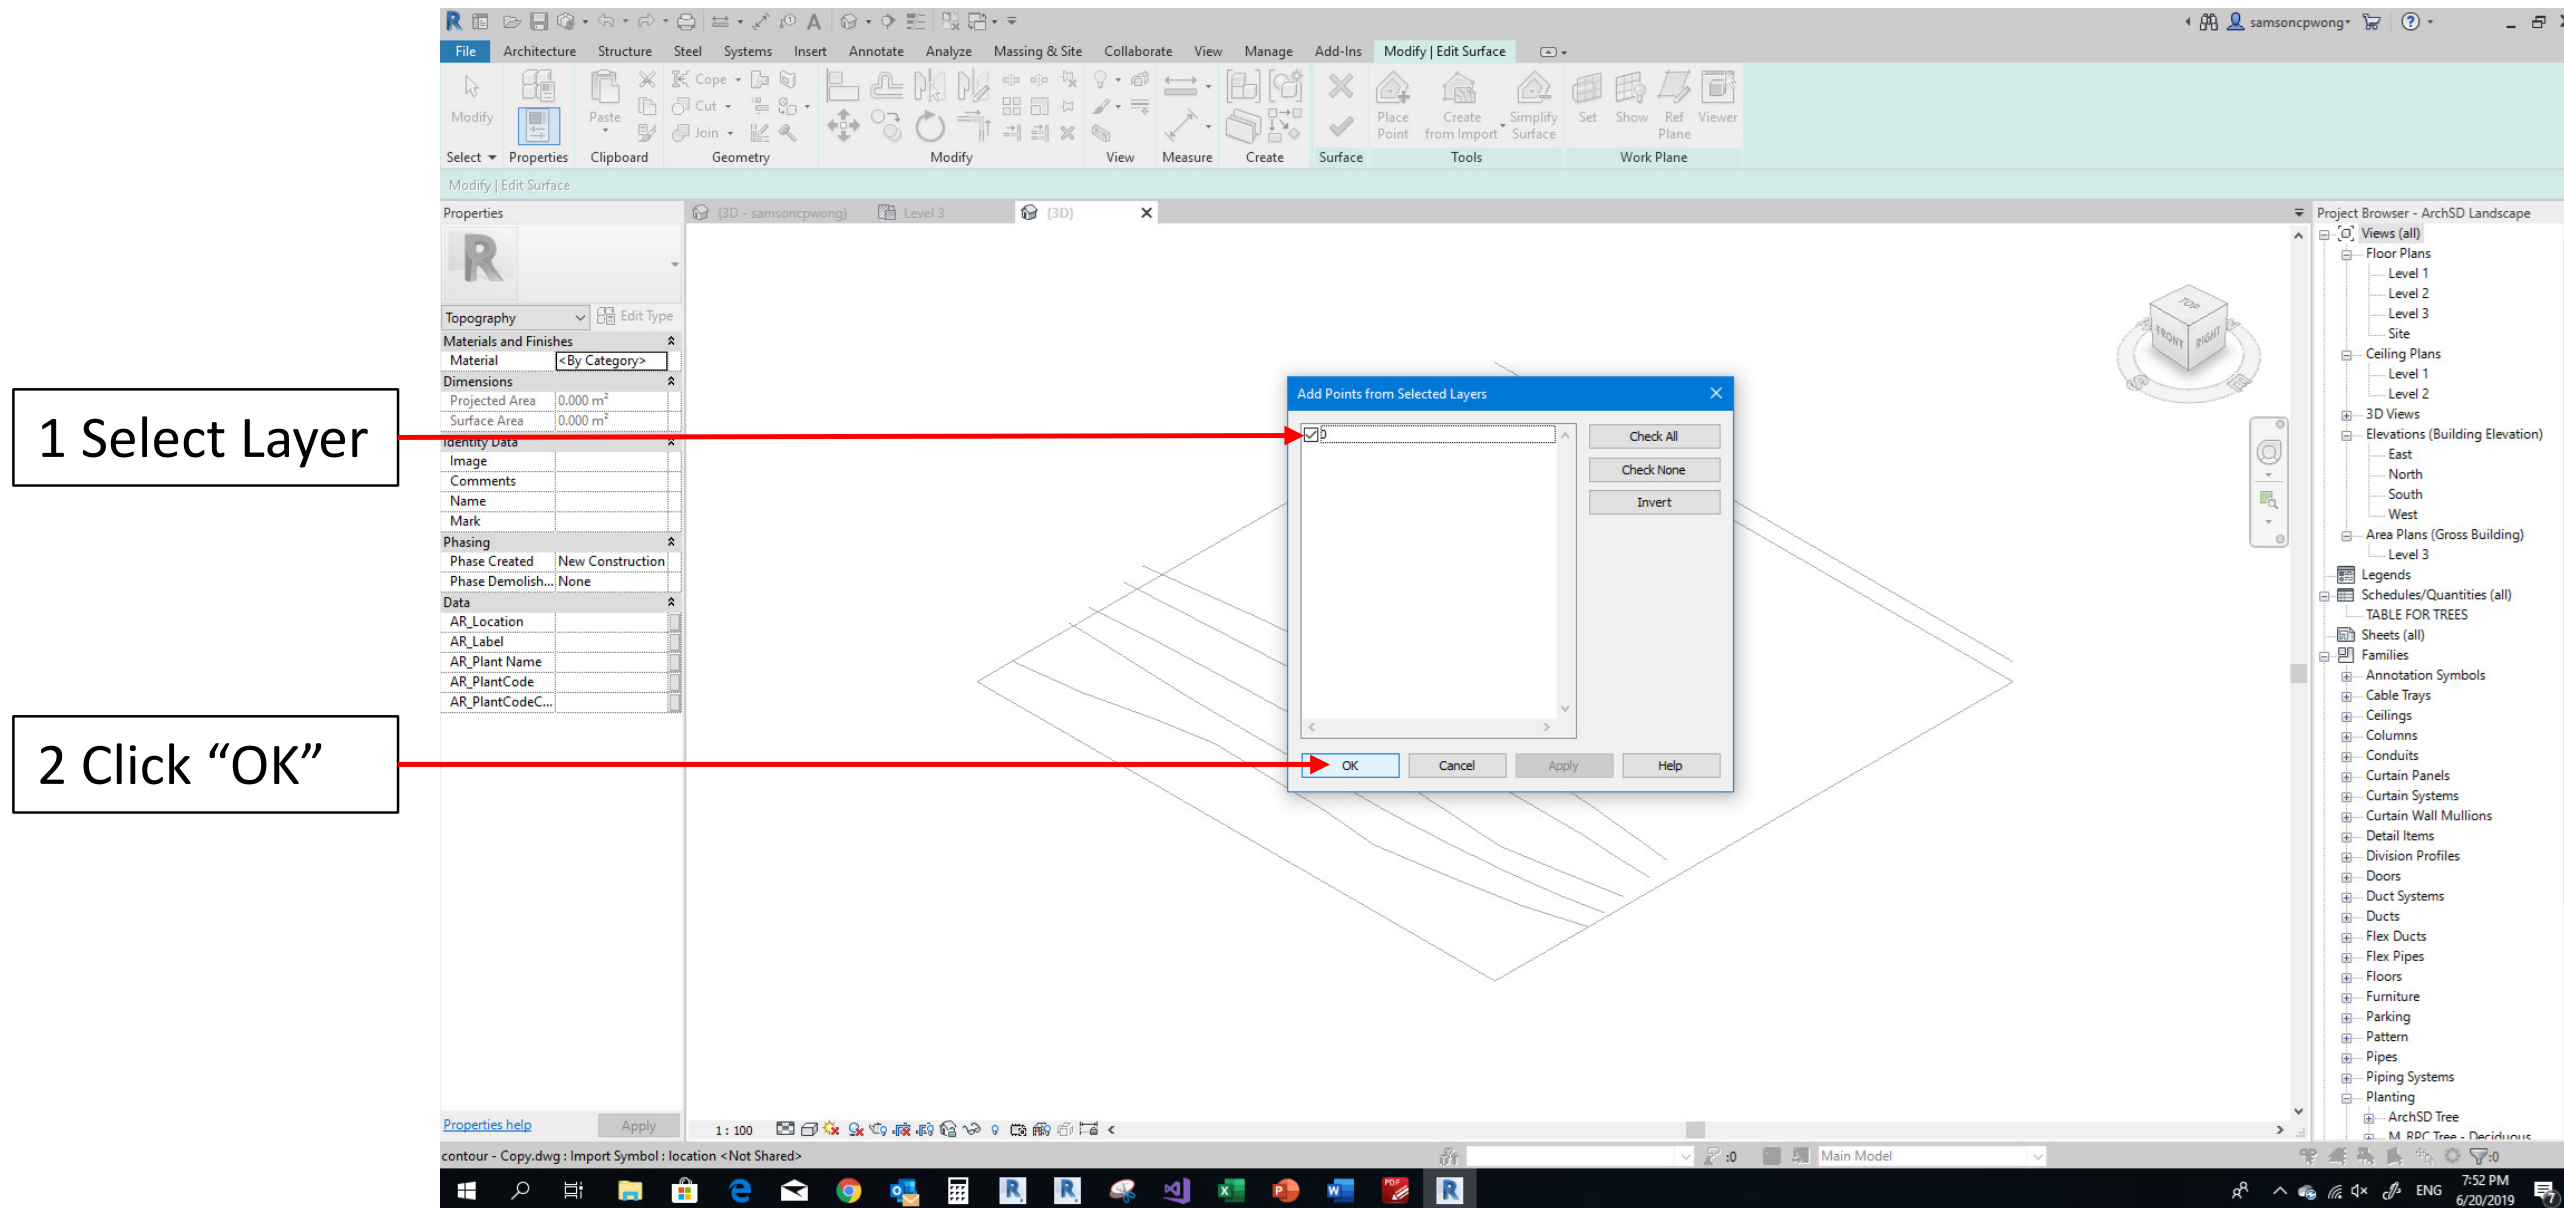 samsoncpwong
File Architecture Structure Steel Systems Insert Annotate Analyze Massing & Site Collaborate View Manage Add-Ins Modify | Edit Surface
Modify
Paste
Cope
Cut
Join
Place Point
Create from Import
Simplify Surface
Set
Show
Ref Plane
Viewer
Select Properties Clipboard Geometry Modify View Measure Create Surface Tools Work Plane
Modify | Edit Surface
Properties
{3D - samsoncpwong} Level 3 {3D}
Topography Edit Type
Materials and Finishes
Material <By Category>
Dimensions
Projected Area 0.000 m²
Surface Area 0.000 m²
Identity Data
Image
Comments
Name
Mark
Phasing
Phase Created New Construction
Phase Demolish... None
Data
AR_Location
AR_Label
AR_Plant Name
AR_PlantCode
AR_PlantCodeC...
Properties help Apply
1 Select Layer
2 Click “OK”
Add Points from Selected Layers
0
Check All
Check None
Invert
OK Cancel Apply Help
TOP
FRONT RIGHT
Project Browser - ArchSD Landscape
Views (all)
Floor Plans
Level 1
Level 2
Level 3
Site
Ceiling Plans
Level 1
Level 2
3D Views
Elevations (Building Elevation)
East
North
South
West
Area Plans (Gross Building)
Level 3
Legends
Schedules/Quantities (all)
TABLE FOR TREES
Sheets (all)
Families
Annotation Symbols
Cable Trays
Ceilings
Columns
Conduits
Curtain Panels
Curtain Systems
Curtain Wall Mullions
Detail Items
Division Profiles
Doors
Duct Systems
Ducts
Flex Ducts
Flex Pipes
Floors
Furniture
Parking
Pattern
Pipes
Piping Systems
Planting
ArchSD Tree
M_RPC Tree - Deciduous
1 : 100
contour - Copy.dwg : Import Symbol : location <Not Shared>
:0 Main Model :0
ENG 7:52 PM
6/20/2019
7